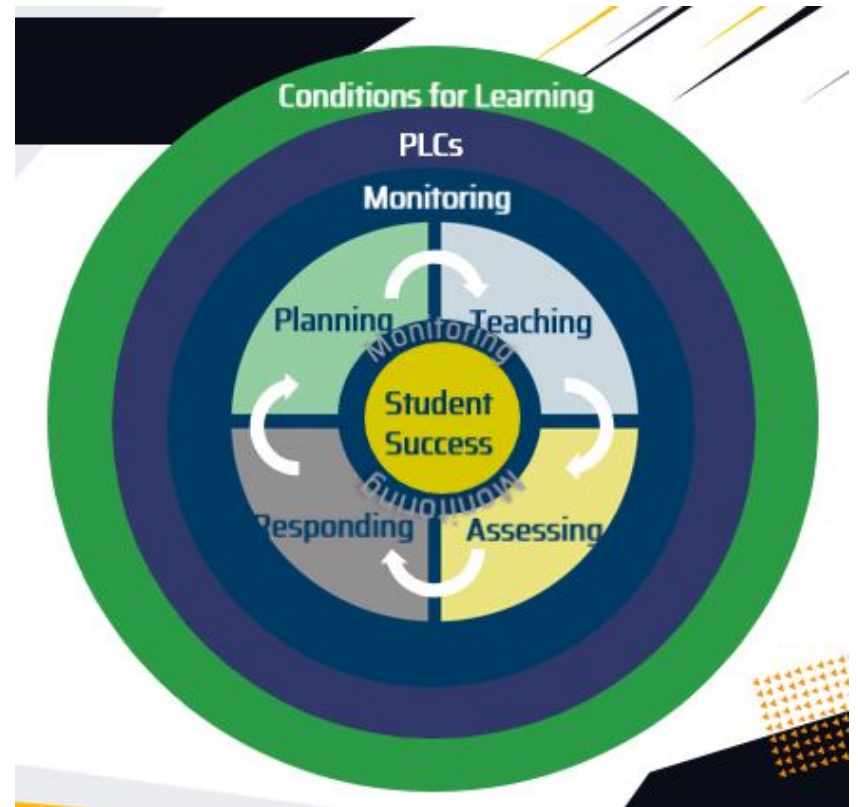 Conditions for Learning
PLCs
Monitoring
Planning
Teaching
Monitoring
Student
Success
Monitoring
Responding
Assessing